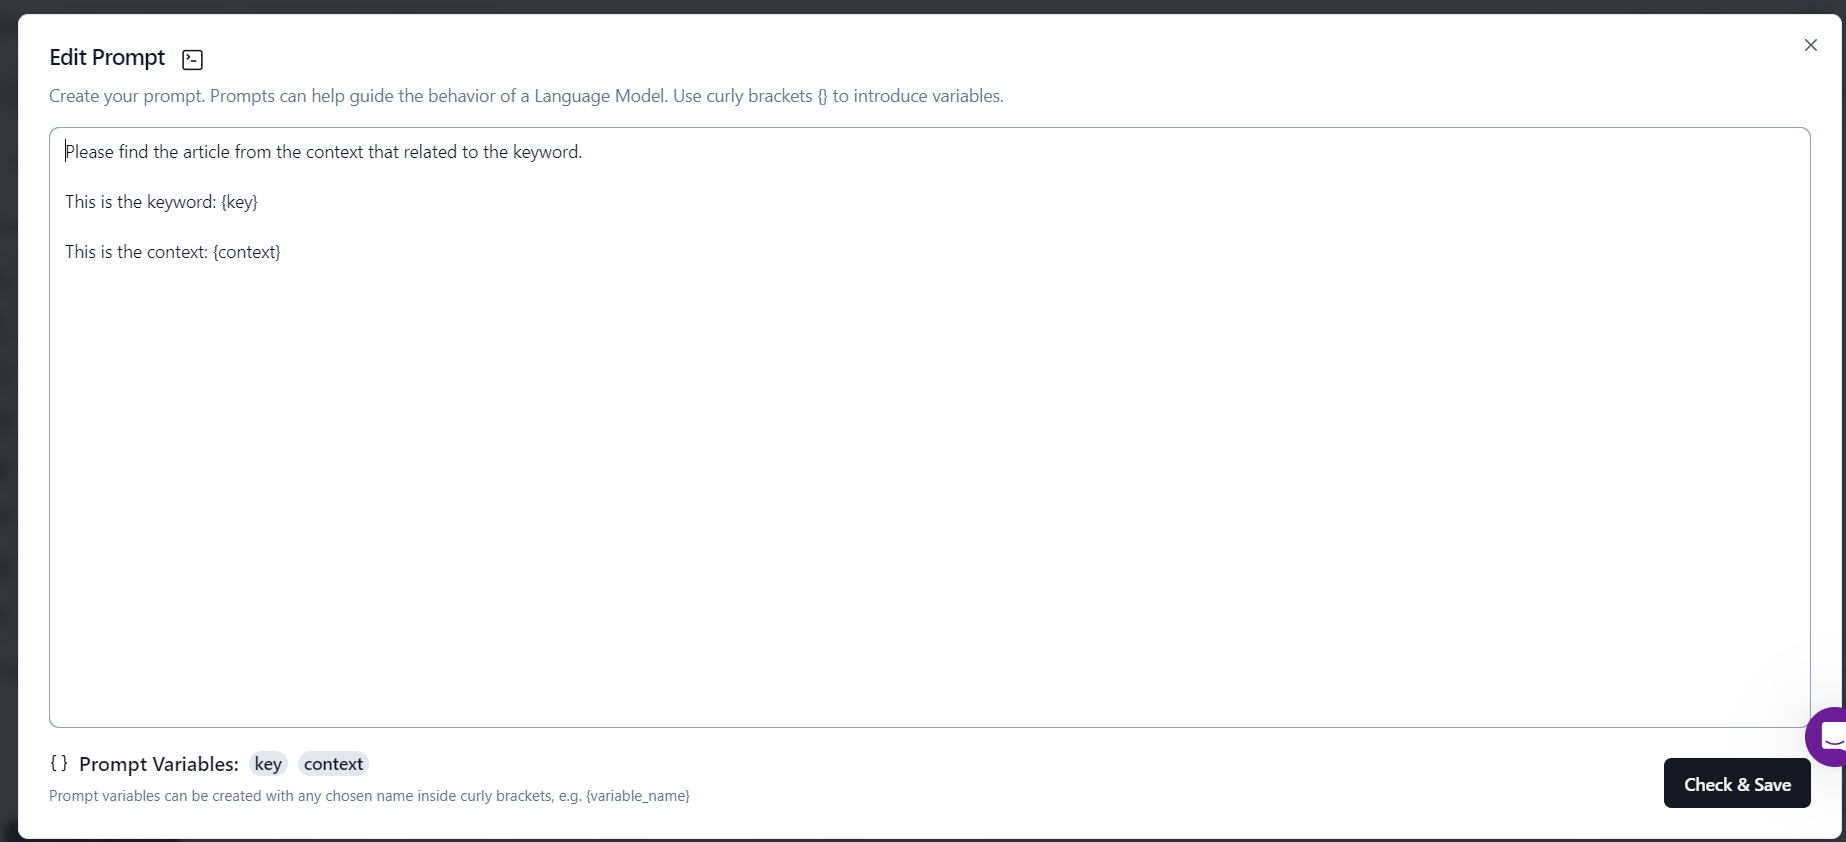 Edit Prompt
Create your prompt. Prompts can help guide the behavior of a Language Model. Use curly brackets {} to introduce variables.
Please find the article from the context that related to the keyword.
This is the keyword: {key}
This is the context: {context}
{} Prompt Variables: key context
Prompt variables can be created with any chosen name inside curly brackets, e.g. {variable_name}
Check & Save